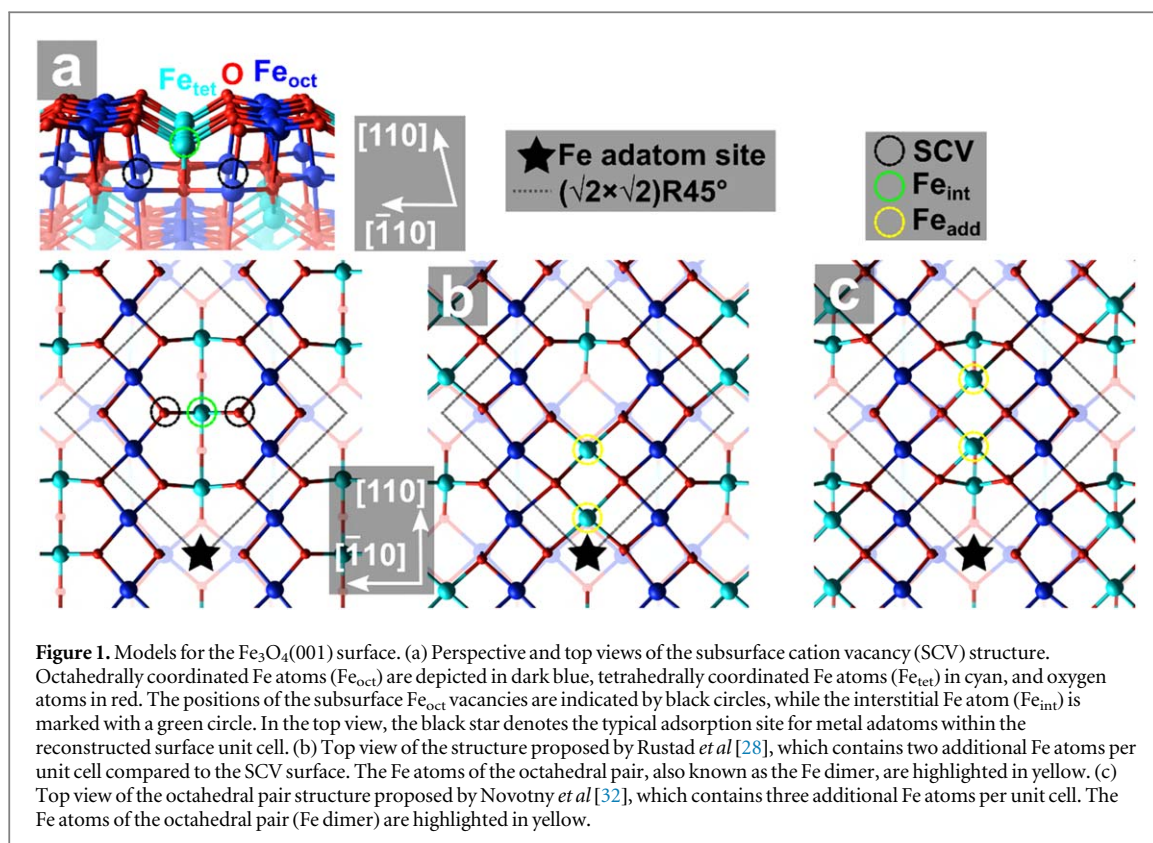 a
Fe_tet O Fe_oct
[110]
[1̄10]
★ Fe adatom site
(√2×√2)R45°
SCV
Fe_int
Fe_add
b
c
[110]
[1̄10]
Figure 1. Models for the Fe₃O₄(001) surface. (a) Perspective and top views of the subsurface cation vacancy (SCV) structure.
Octahedrally coordinated Fe atoms (Fe_oct) are depicted in dark blue, tetrahedrally coordinated Fe atoms (Fe_tet) in cyan, and oxygen
atoms in red. The positions of the subsurface Fe_oct vacancies are indicated by black circles, while the interstitial Fe atom (Fe_int) is
marked with a green circle. In the top view, the black star denotes the typical adsorption site for metal adatoms within the
reconstructed surface unit cell. (b) Top view of the structure proposed by Rustad et al [28], which contains two additional Fe atoms per
unit cell compared to the SCV surface. The Fe atoms of the octahedral pair, also known as the Fe dimer, are highlighted in yellow. (c)
Top view of the octahedral pair structure proposed by Novotny et al [32], which contains three additional Fe atoms per unit cell. The
Fe atoms of the octahedral pair (Fe dimer) are highlighted in yellow.